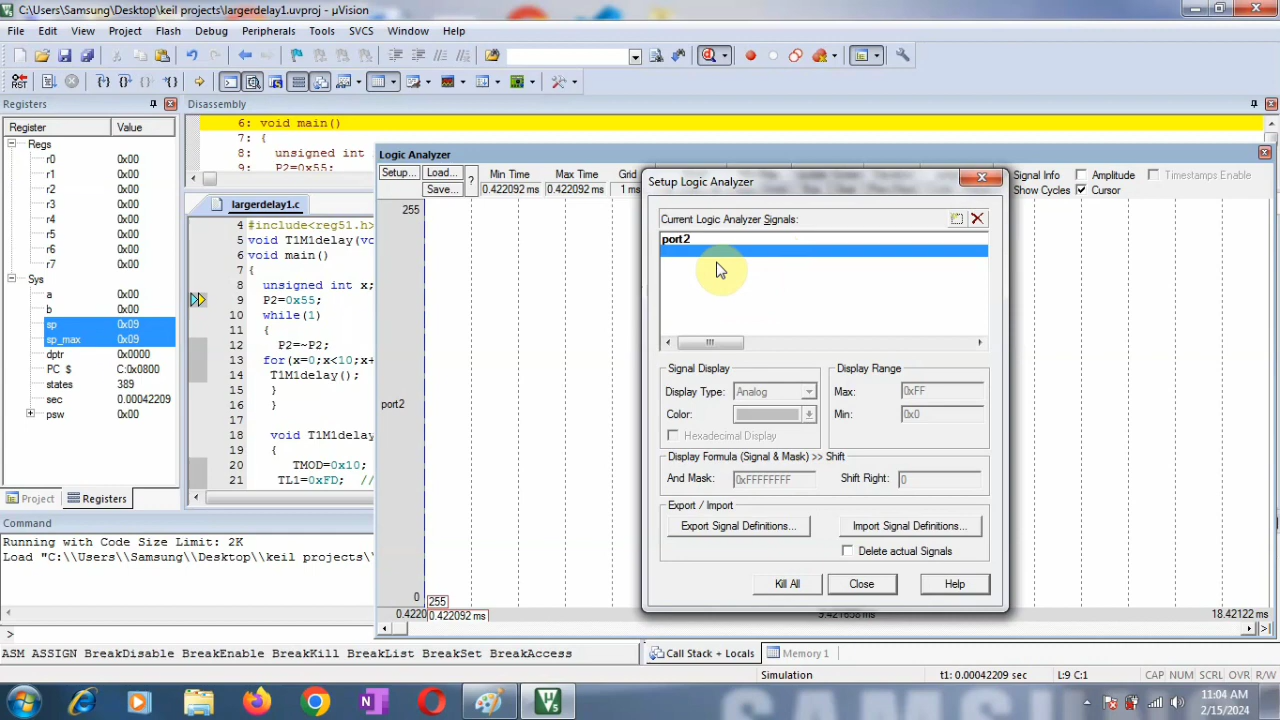 C:\Users\Samsung\Desktop\keil projects\largerdelay1.uvproj - µVision
File Edit View Project Flash Debug Peripherals Tools SVCS Window Help
Registers
Register Value
Regs
r0 0x00
r1 0x00
r2 0x00
r3 0x00
r4 0x00
r5 0x00
r6 0x00
r7 0x00
Sys
a 0x00
b 0x00
sp 0x09
sp_max 0x09
dptr 0x0000
PC $ C:0x0800
states 389
sec 0.00042209
psw 0x00
Project Registers
Disassembly
6: void main()
7: {
8: unsigned int
9: P2=0x55;
largerdelay1.c
4 #include<reg51.h>
5 void T1M1delay(vo
6 void main()
7 {
8 unsigned int x;
9 P2=0x55;
10 while(1)
11 {
12 P2=~P2;
13 for(x=0;x<10;x+
14 T1M1delay();
15 }
16 }
17
18 void T1M1delay
19 {
20 TMOD=0x10;
21 TL1=0xFD; //
Logic Analyzer
Setup... Load... ? Min Time Max Time Grid
Save... 0.422092 ms 0.422092 ms 1 ms
Signal Info Amplitude Timestamps Enable
Show Cycles Cursor
255
port2
0
255
0.4220 0.422092 ms 9.421658 ms 18.42122 ms
Setup Logic Analyzer
Current Logic Analyzer Signals:
port2
Signal Display
Display Type: Analog
Color:
Hexadecimal Display
Display Range
Max: 0xFF
Min: 0x0
Display Formula (Signal & Mask) >> Shift
And Mask: 0xFFFFFFFF Shift Right: 0
Export / Import
Export Signal Definitions... Import Signal Definitions...
Delete actual Signals
Kill All Close Help
Command
Running with Code Size Limit: 2K
Load "C:\\Users\\Samsung\\Desktop\\keil projects\
>
ASM ASSIGN BreakDisable BreakEnable BreakKill BreakList BreakSet BreakAccess
Call Stack + Locals Memory 1
Simulation t1: 0.00042209 sec L:9 C:1 CAP NUM SCRL OVR R/W
11:04 AM
2/15/2024